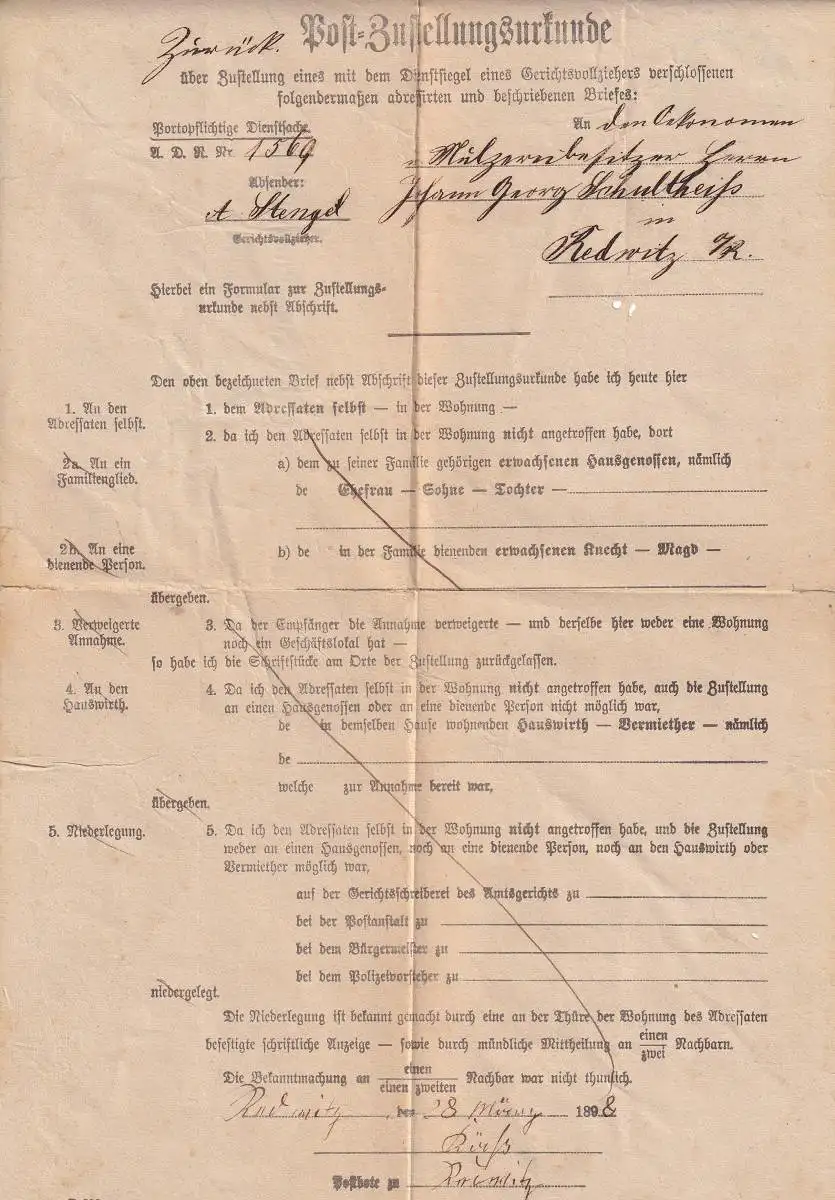 Zurück. Post-Zustellungsurkunde
über Zustellung eines mit dem Dienstsiegel eines Gerichtsvollziehers verschlossenen
folgendermaßen adressirten und beschriebenen Briefes:
Portopflichtige Dienstsache.
A. D. R. Nr. 1569
Absender:
A Stengel
Gerichtsvollzieher.
An den Oekonomen
u. Mülzereibesitzer Herrn
Johann Georg Schultheiss
in
Redwitz a/R.
Hierbei ein Formular zur Zustellungs-
urkunde nebst Abschrift.
Den oben bezeichneten Brief nebst Abschrift dieser Zustellungsurkunde habe ich heute hier
1. An den
Adressaten selbst.
1. dem Adressaten selbst — in der Wohnung —
2. da ich den Adressaten selbst in der Wohnung nicht angetroffen habe, dort
2a. An ein
Familienglied.
a) dem zu seiner Familie gehörigen erwachsenen Hausgenossen, nämlich
de Ehefrau — Sohne — Tochter —
2b. An eine
dienende Person.
b) de in der Familie dienenden erwachsenen Knecht — Magd —
übergeben.
3. Verweigerte
Annahme.
3. Da der Empfänger die Annahme verweigerte — und derselbe hier weder eine Wohnung
noch ein Geschäftslokal hat —
so habe ich die Schriftstücke am Orte der Zustellung zurückgelassen.
4. An den
Hauswirth.
4. Da ich den Adressaten selbst in der Wohnung nicht angetroffen habe, auch die Zustellung
an einen Hausgenossen oder an eine dienende Person nicht möglich war,
de in demselben Hause wohnenden Hauswirth — Vermiether — nämlich
de
welche zur Annahme bereit war,
übergeben.
5. Niederlegung.
5. Da ich den Adressaten selbst in der Wohnung nicht angetroffen habe, und die Zustellung
weder an einen Hausgenossen, noch an eine dienende Person, noch an den Hauswirth oder
Vermiether möglich war,
auf der Gerichtsschreiberei des Amtsgerichts zu
bei der Postanstalt zu
bei dem Bürgermeister zu
bei dem Polizeivorsteher zu
niedergelegt.
Die Niederlegung ist bekannt gemacht durch eine an der Thüre der Wohnung des Adressaten
befestigte schriftliche Anzeige — sowie durch mündliche Mittheilung an einen/zwei Nachbarn.
Die Bekanntmachung an einen/einen zweiten Nachbar war nicht thunlich.
Redwitz, den 28 März 1898
Postbote zu Redwitz